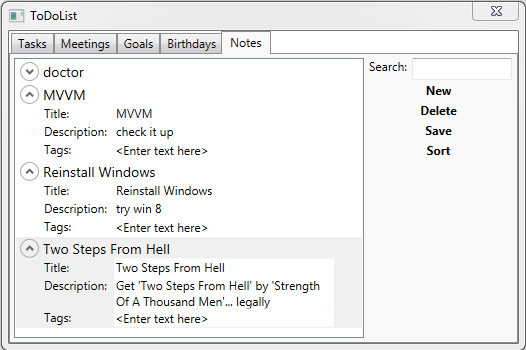 ToDoList
Tasks Meetings Goals Birthdays Notes
doctor
Search:
MVVM
New
Title: MVVM
Delete
Description: check it up
Save
Tags: <Enter text here>
Sort
Reinstall Windows
Title: Reinstall Windows
Description: try win 8
Tags: <Enter text here>
Two Steps From Hell
Title: Two Steps From Hell
Description: Get 'Two Steps From Hell' by 'Strength
Of A Thousand Men'... legally
Tags: <Enter text here>